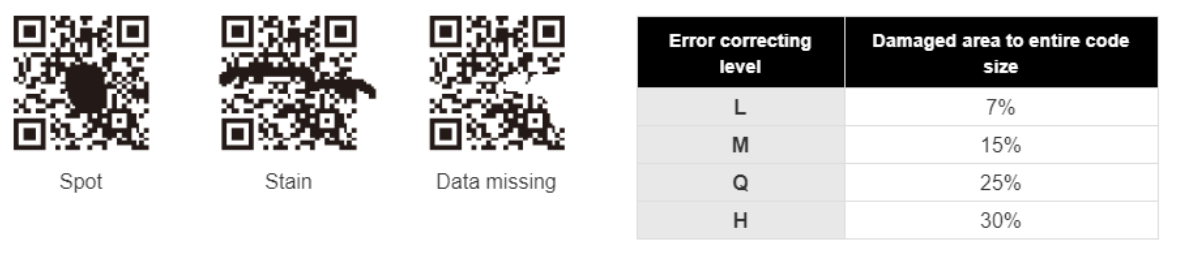 Spot
Stain
Data missing
Error correcting level
Damaged area to entire code size
L
7%
M
15%
Q
25%
H
30%